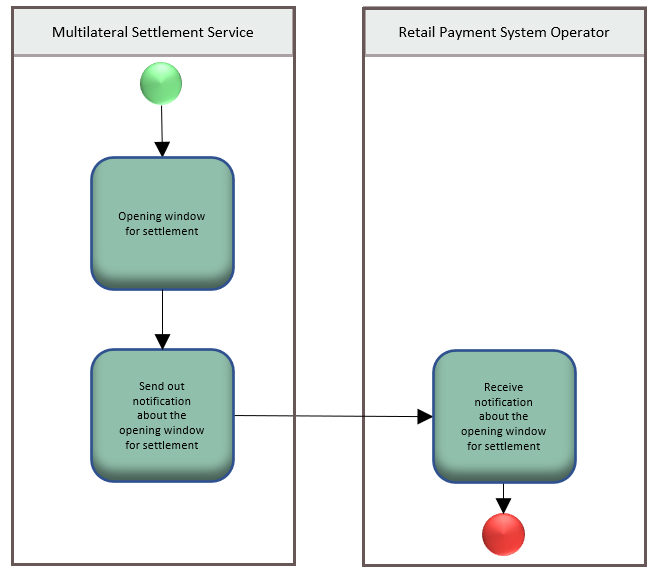 Multilateral Settlement Service
Retail Payment System Operator
Opening window
for settlement
Send out
notification
about the
opening window
for settlement
Receive
notification
about the
opening window
for settlement